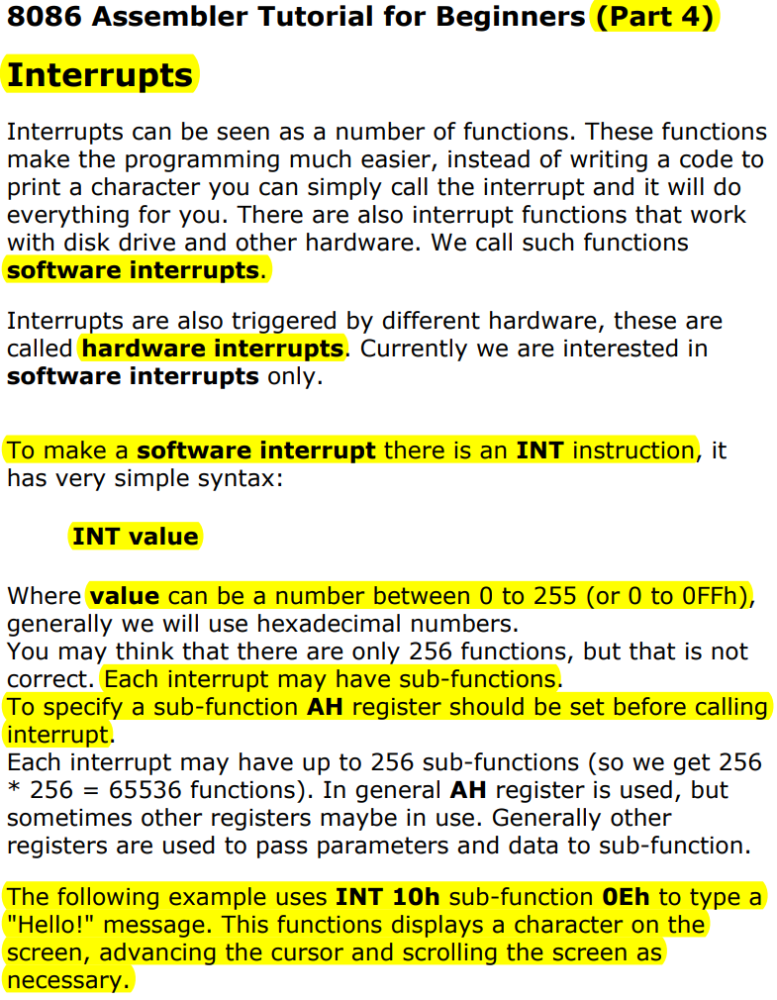 8086 Assembler Tutorial for Beginners (Part 4)
Interrupts
Interrupts can be seen as a number of functions. These functions
make the programming much easier, instead of writing a code to
print a character you can simply call the interrupt and it will do
everything for you. There are also interrupt functions that work
with disk drive and other hardware. We call such functions
software interrupts.
Interrupts are also triggered by different hardware, these are
called hardware interrupts. Currently we are interested in
software interrupts only.
To make a software interrupt there is an INT instruction, it
has very simple syntax:
INT value
Where value can be a number between 0 to 255 (or 0 to 0FFh),
generally we will use hexadecimal numbers.
You may think that there are only 256 functions, but that is not
correct. Each interrupt may have sub-functions.
To specify a sub-function AH register should be set before calling
interrupt.
Each interrupt may have up to 256 sub-functions (so we get 256
* 256 = 65536 functions). In general AH register is used, but
sometimes other registers maybe in use. Generally other
registers are used to pass parameters and data to sub-function.
The following example uses INT 10h sub-function 0Eh to type a
"Hello!" message. This functions displays a character on the
screen, advancing the cursor and scrolling the screen as
necessary.